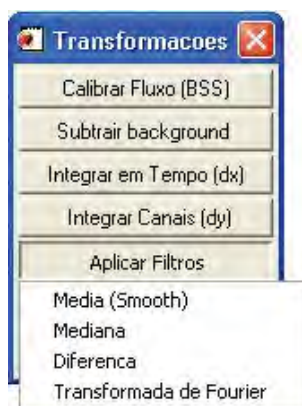 Transformacoes
Calibrar Fluxo (BSS)
Subtrair background
Integrar em Tempo (dx)
Integrar Canais (dy)
Aplicar Filtros
Media (Smooth)
Mediana
Diferenca
Transformada de Fourier